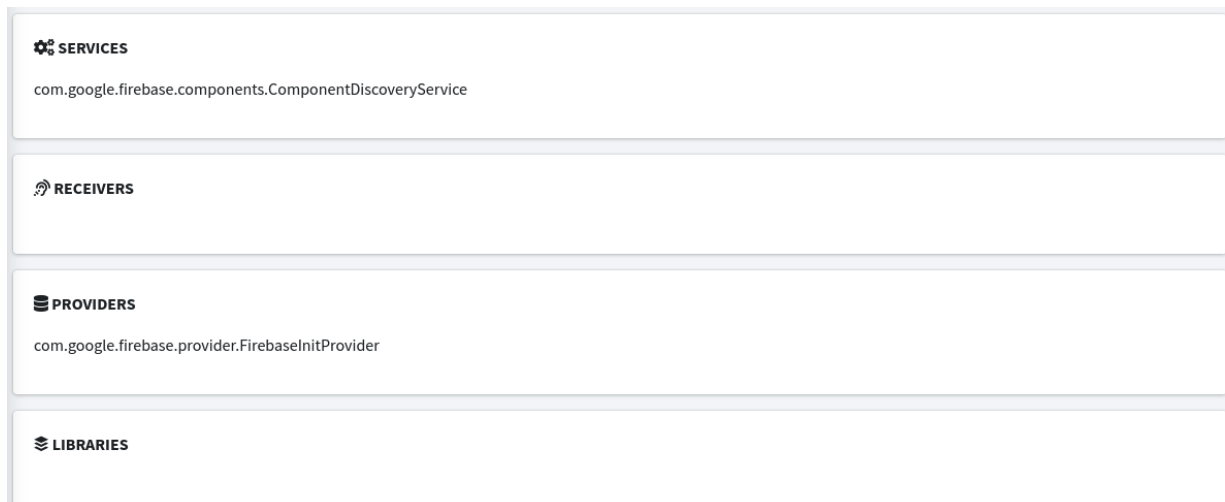 SERVICES
com.google.firebase.components.ComponentDiscoveryService
RECEIVERS
PROVIDERS
com.google.firebase.provider.FirebaseInitProvider
LIBRARIES